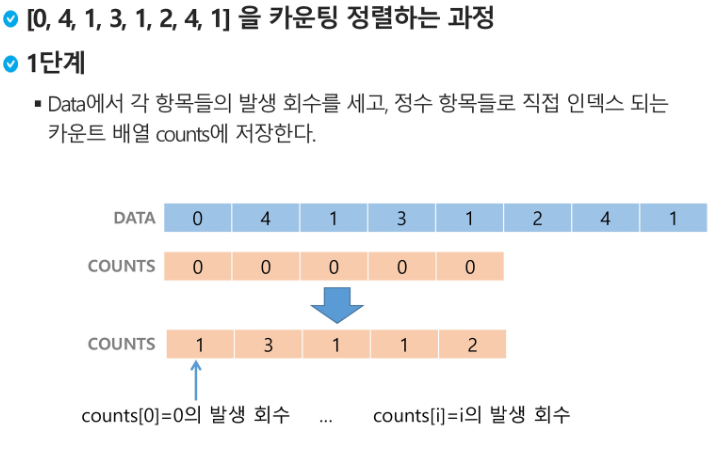 [0, 4, 1, 3, 1, 2, 4, 1] 을 카운팅 정렬하는 과정
1단계
▪ Data에서 각 항목들의 발생 회수를 세고, 정수 항목들로 직접 인덱스 되는
카운트 배열 counts에 저장한다.
DATA 0 4 1 3 1 2 4 1
COUNTS 0 0 0 0 0
COUNTS 1 3 1 1 2
counts[0]=0의 발생 회수 ... counts[i]=i의 발생 회수